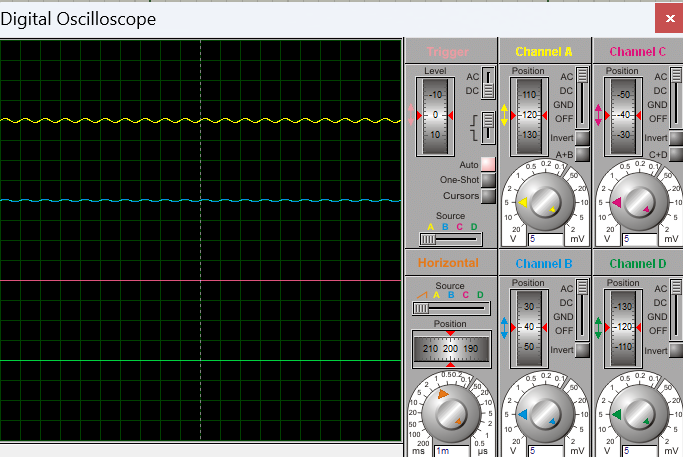 Digital Oscilloscope
×
Trigger
Level
-10
0
10
AC
DC
Auto
One-Shot
Cursors
Source
A B C D
Channel A
Position
110
120
130
AC
DC
GND
OFF
Invert
A+B
0.5 0.2 0.1
1 50
2 20
5 10
10 5
20 2
V 5 mV
Channel C
Position
-50
-40
-30
AC
DC
GND
OFF
Invert
C+D
0.5 0.2 0.1
1 50
2 20
5 10
10 5
20 2
V 5 mV
Horizontal
Source
A B C D
Position
210 200 190
0.5 0.2 0.1
1 50
2 20
5 10
10 5
20 2
50 1
100 0.5
200
ms 1m µs
Channel B
Position
30
40
50
AC
DC
GND
OFF
Invert
0.5 0.2 0.1
1 50
2 20
5 10
10 5
20 2
V 5 mV
Channel D
Position
-130
-120
-110
AC
DC
GND
OFF
Invert
0.5 0.2 0.1
1 50
2 20
5 10
10 5
20 2
V 5 mV